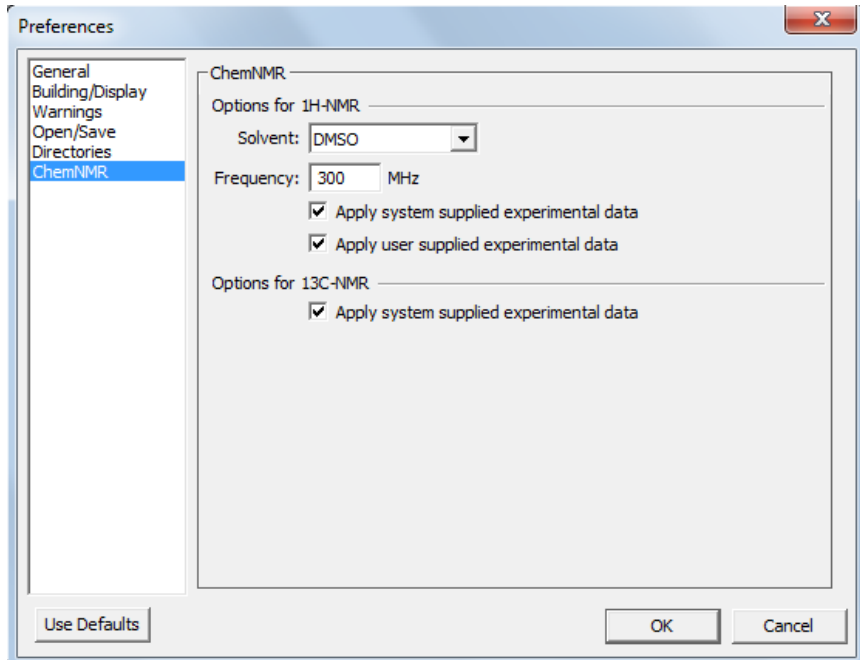 Preferences
General
Building/Display
Warnings
Open/Save
Directories
ChemNMR
ChemNMR
Options for 1H-NMR
Solvent: DMSO
Frequency: 300 MHz
Apply system supplied experimental data
Apply user supplied experimental data
Options for 13C-NMR
Apply system supplied experimental data
Use Defaults
OK
Cancel